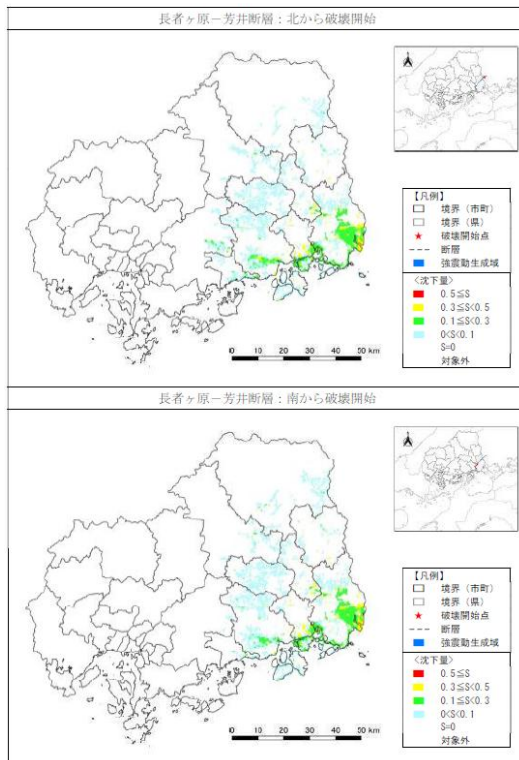 長者ヶ原－芳井断層：北から破壊開始
【凡例】
境界（市町）
境界（県）
破壊開始点
断層
強震動生成域
<沈下量>
0.5≦S
0.3≦S<0.5
0.1≦S<0.3
0<S<0.1
S=0
対象外
0 10 20 30 40 50 km
長者ヶ原－芳井断層：南から破壊開始
【凡例】
境界（市町）
境界（県）
破壊開始点
断層
強震動生成域
<沈下量>
0.5≦S
0.3≦S<0.5
0.1≦S<0.3
0<S<0.1
S=0
対象外
0 10 20 30 40 50 km